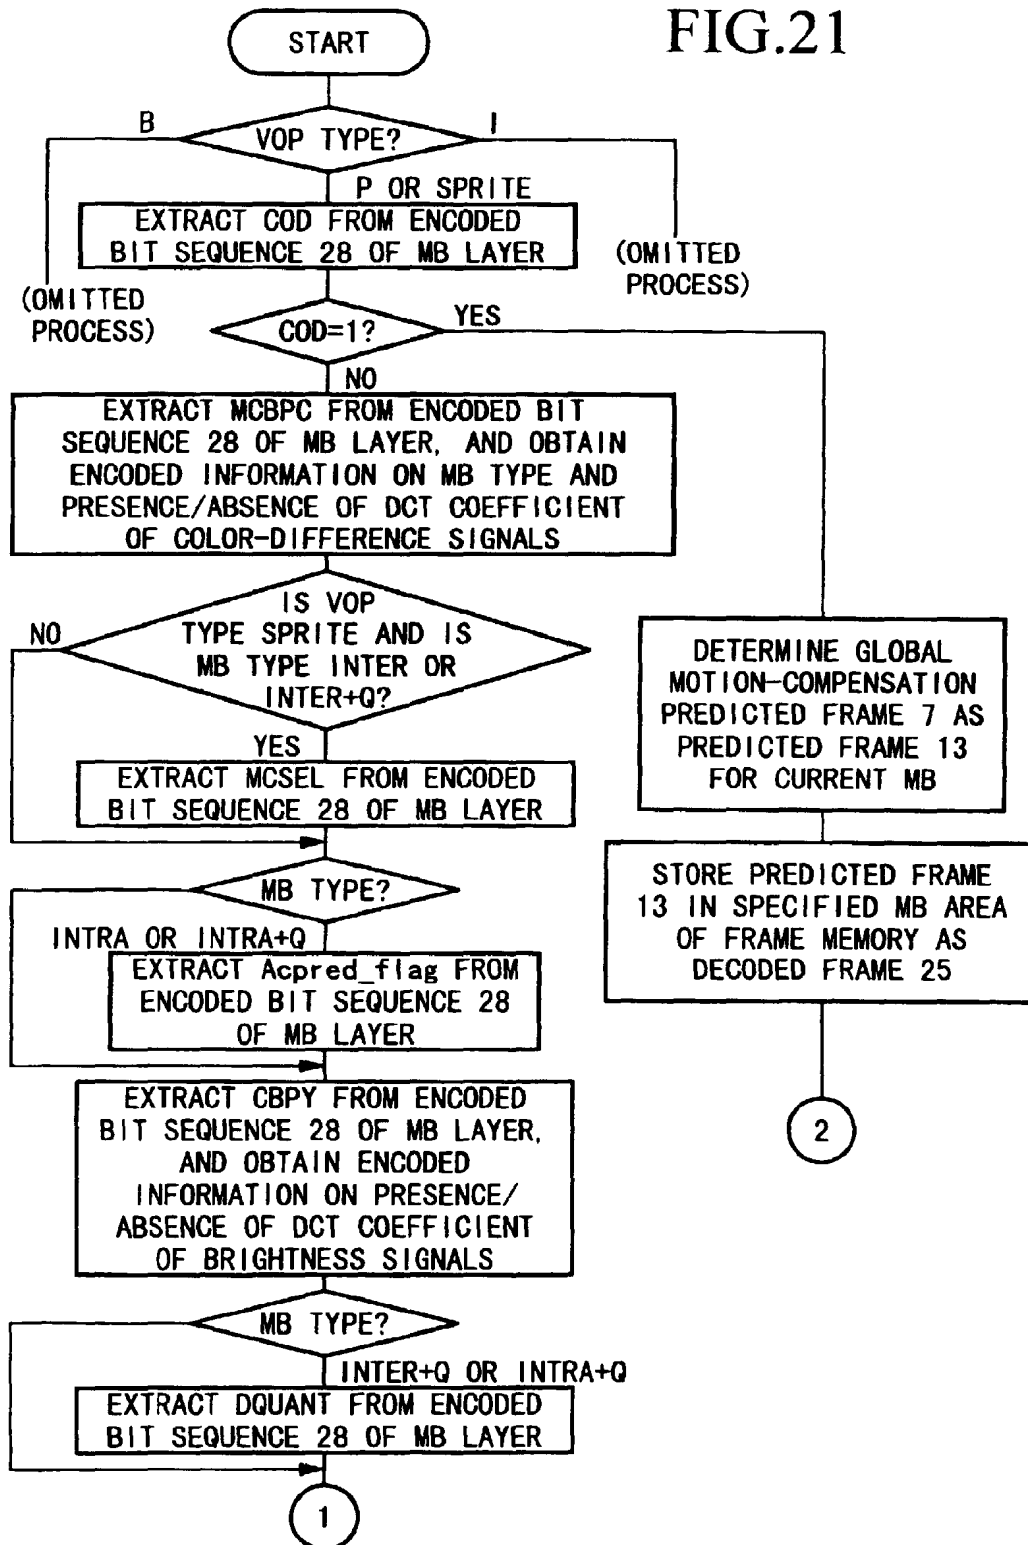 FIG.21
START
B
VOP TYPE?
I
P OR SPRITE
EXTRACT COD FROM ENCODED
BIT SEQUENCE 28 OF MB LAYER
(OMITTED
PROCESS)
(OMITTED
PROCESS)
COD=1?
YES
NO
EXTRACT MCBPC FROM ENCODED BIT
SEQUENCE 28 OF MB LAYER, AND OBTAIN
ENCODED INFORMATION ON MB TYPE AND
PRESENCE/ABSENCE OF DCT COEFFICIENT
OF COLOR-DIFFERENCE SIGNALS
IS VOP
TYPE SPRITE AND IS
MB TYPE INTER OR
INTER+Q?
NO
YES
EXTRACT MCSEL FROM ENCODED
BIT SEQUENCE 28 OF MB LAYER
MB TYPE?
INTRA OR INTRA+Q
EXTRACT Acpred_flag FROM
ENCODED BIT SEQUENCE 28
OF MB LAYER
EXTRACT CBPY FROM ENCODED
BIT SEQUENCE 28 OF MB LAYER,
AND OBTAIN ENCODED
INFORMATION ON PRESENCE/
ABSENCE OF DCT COEFFICIENT
OF BRIGHTNESS SIGNALS
MB TYPE?
INTER+Q OR INTRA+Q
EXTRACT DQUANT FROM ENCODED
BIT SEQUENCE 28 OF MB LAYER
1
DETERMINE GLOBAL
MOTION-COMPENSATION
PREDICTED FRAME 7 AS
PREDICTED FRAME 13
FOR CURRENT MB
STORE PREDICTED FRAME
13 IN SPECIFIED MB AREA
OF FRAME MEMORY AS
DECODED FRAME 25
2